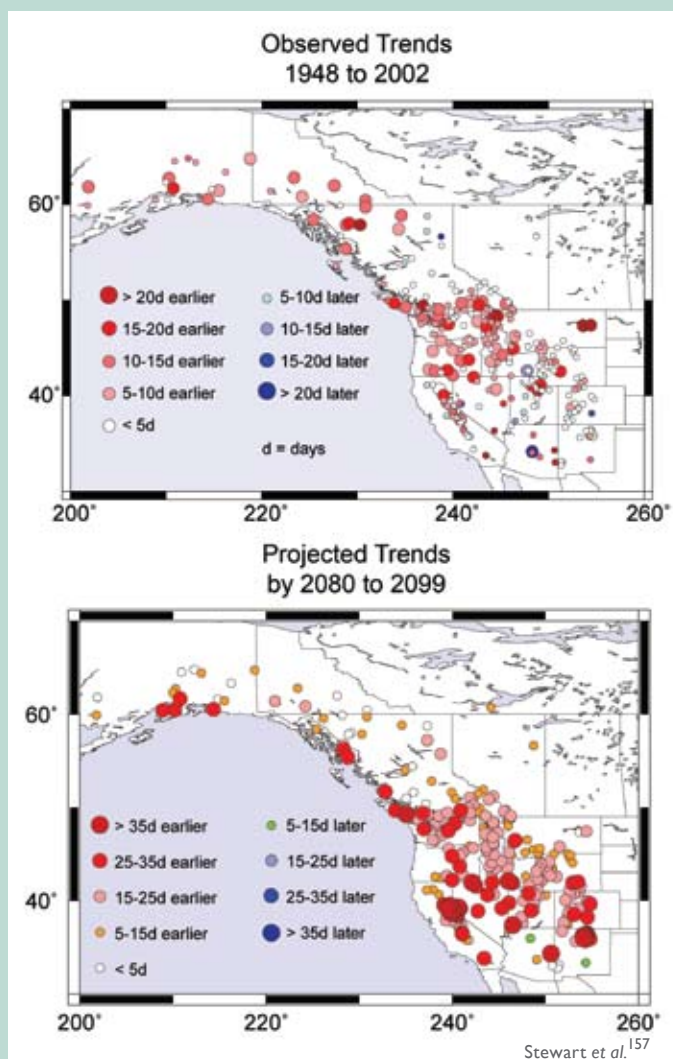 Observed Trends
1948 to 2002
60°
40°
> 20d earlier
15-20d earlier
10-15d earlier
5-10d earlier
< 5d
5-10d later
10-15d later
15-20d later
> 20d later
d = days
200°
220°
240°
260°
Projected Trends
by 2080 to 2099
60°
40°
> 35d earlier
25-35d earlier
15-25d earlier
5-15d earlier
< 5d
5-15d later
15-25d later
25-35d later
> 35d later
200°
220°
240°
260°
Stewart et al.157